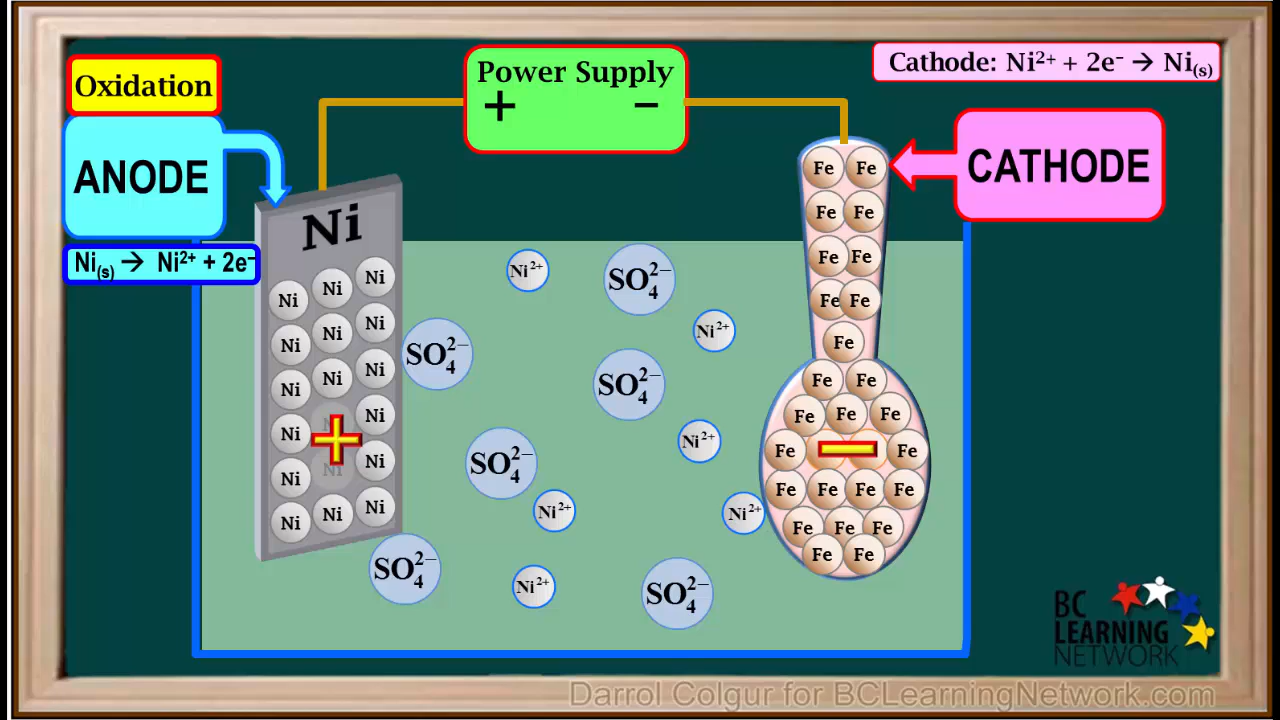 Oxidation
ANODE
Ni(s) → Ni²⁺ + 2e⁻
Power Supply
+ −
Cathode: Ni²⁺ + 2e⁻ → Ni(s)
CATHODE
Ni
Ni Ni Ni
Ni Ni Ni
Ni Ni Ni
Ni Ni Ni
Ni Ni Ni
Ni Ni Ni
+
Ni²⁺
SO₄²⁻
Ni²⁺
SO₄²⁻
SO₄²⁻
Ni²⁺
SO₄²⁻
Ni²⁺
Ni²⁺
SO₄²⁻
Ni²⁺
SO₄²⁻
Fe Fe
Fe Fe
Fe Fe
Fe Fe
Fe
Fe Fe
Fe Fe Fe
Fe − Fe
Fe Fe Fe Fe
Fe Fe Fe
Fe Fe
BC
LEARNING
NETWORK
Darrol Colgur for BCLearningNetwork.com